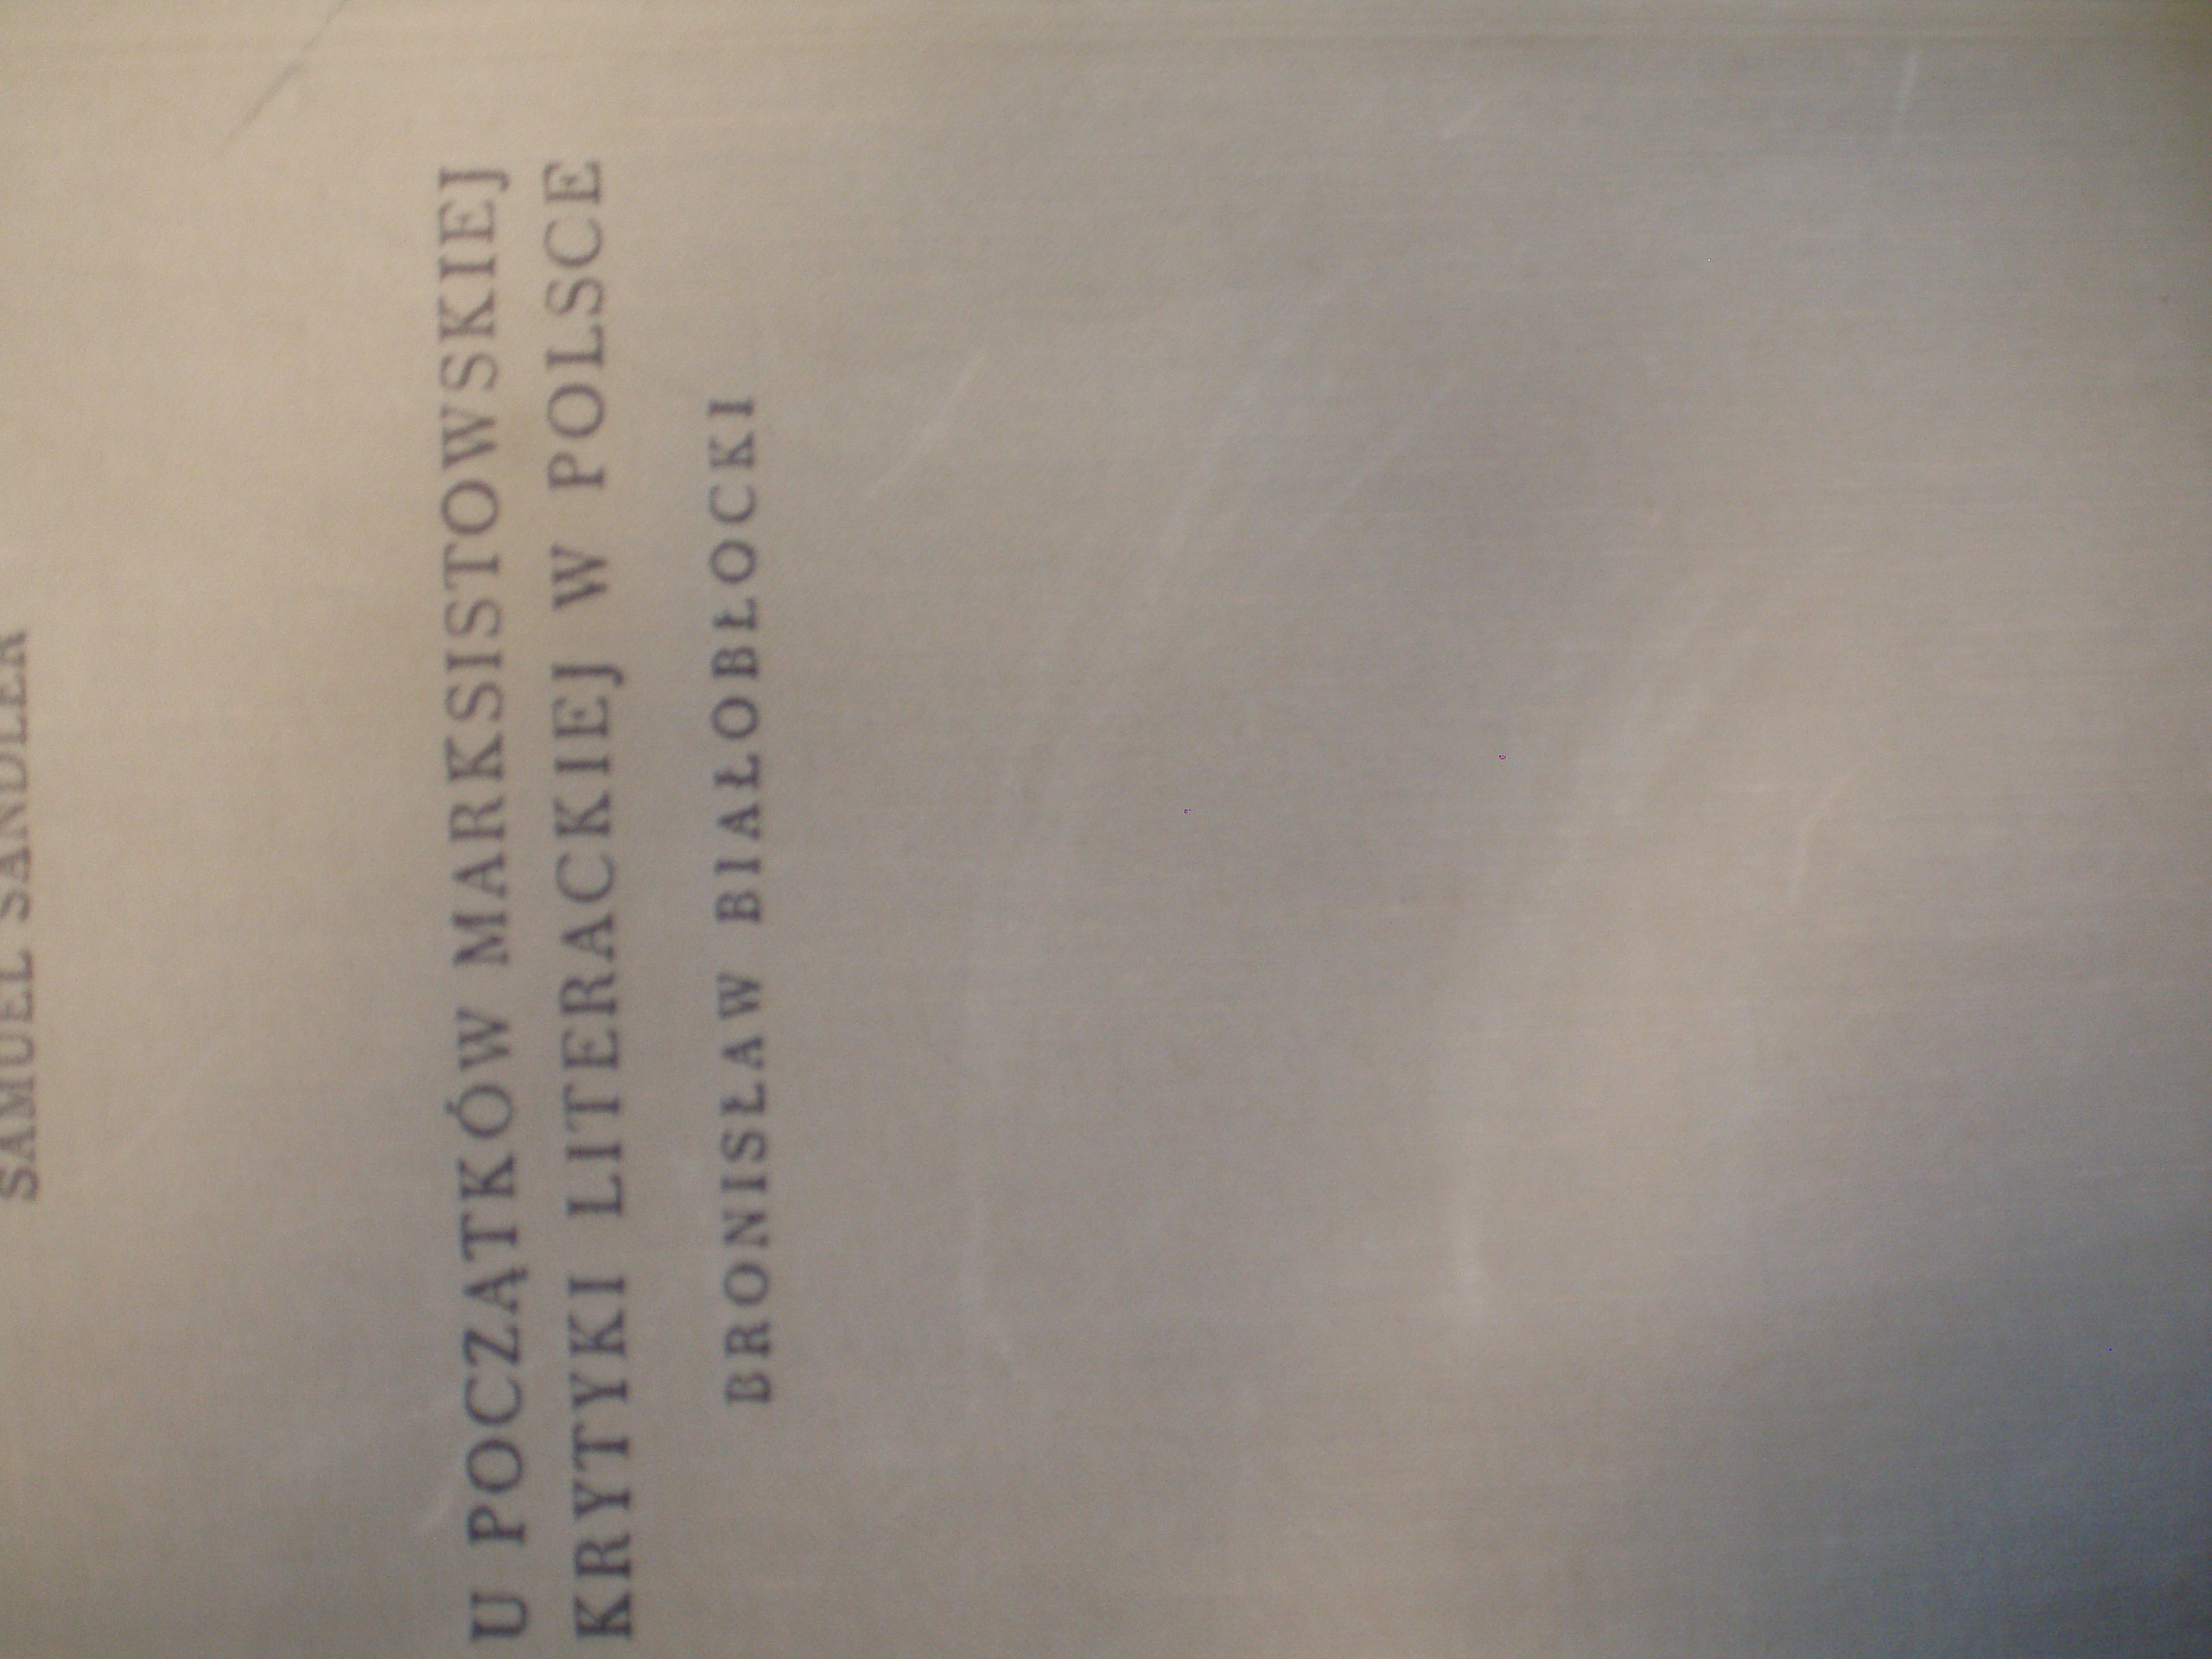 SAMUEL SANDLER
U POCZĄTKÓW MARKSISTOWSKIEJ
KRYTYKI LITERACKIEJ W POLSCE
BRONISŁAW BIAŁOBŁOCKI